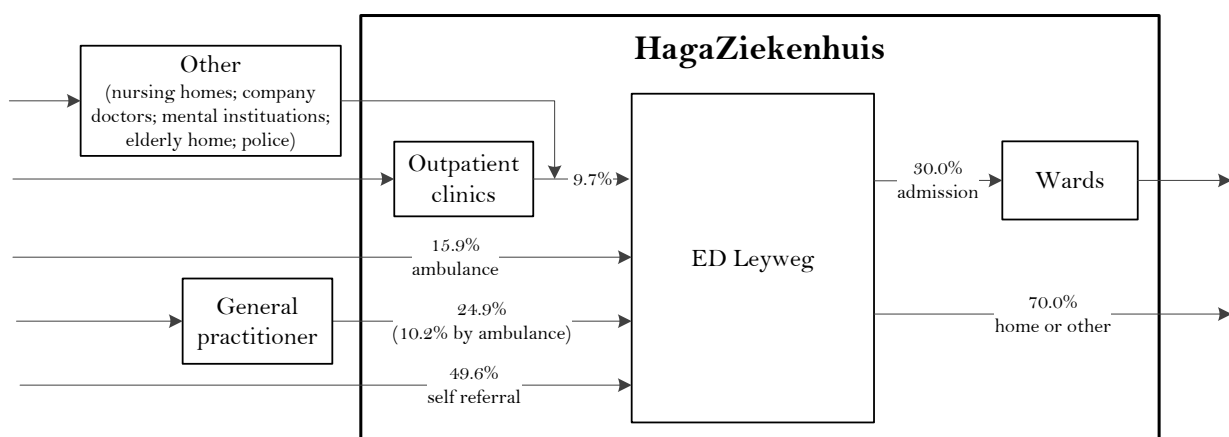 HagaZiekenhuis
Other
(nursing homes; company
doctors; mental instituations;
elderly home; police)
Outpatient
clinics
9.7%
30.0%
admission
Wards
15.9%
ambulance
ED Leyweg
General
practitioner
24.9%
(10.2% by ambulance)
70.0%
home or other
49.6%
self referral